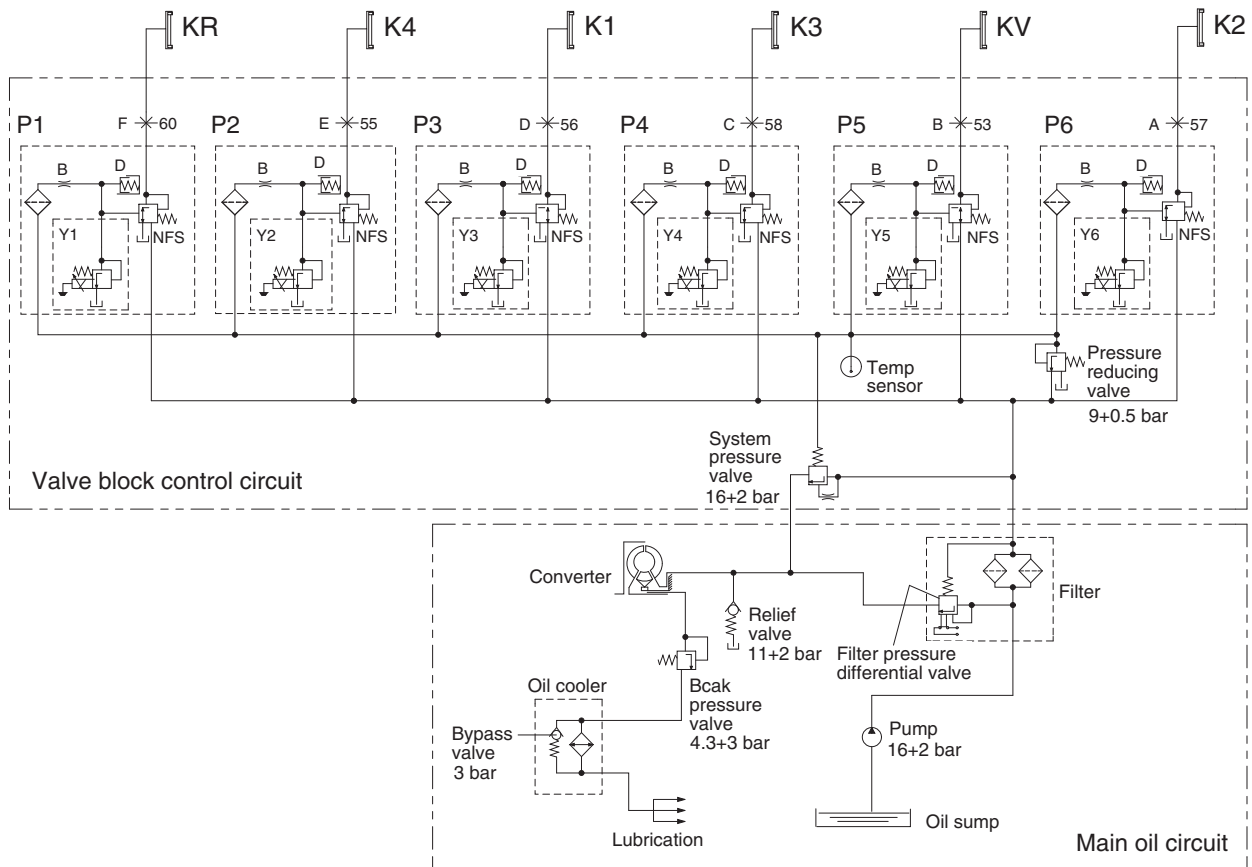 KR
K4
K1
K3
KV
K2
P1
F
60
P2
E
55
P3
D
56
P4
C
58
P5
B
53
P6
A
57
B
D
B
D
B
D
B
D
B
D
B
D
Y1
NFS
Y2
NFS
Y3
NFS
Y4
NFS
Y5
NFS
Y6
NFS
Temp
sensor
Pressure
reducing
valve
9+0.5 bar
System
pressure
valve
16+2 bar
Valve block control circuit
Converter
Relief
valve
11+2 bar
Filter
Filter pressure
differential valve
Oil cooler
Bcak
pressure
valve
4.3+3 bar
Bypass
valve
3 bar
Pump
16+2 bar
Lubrication
Oil sump
Main oil circuit